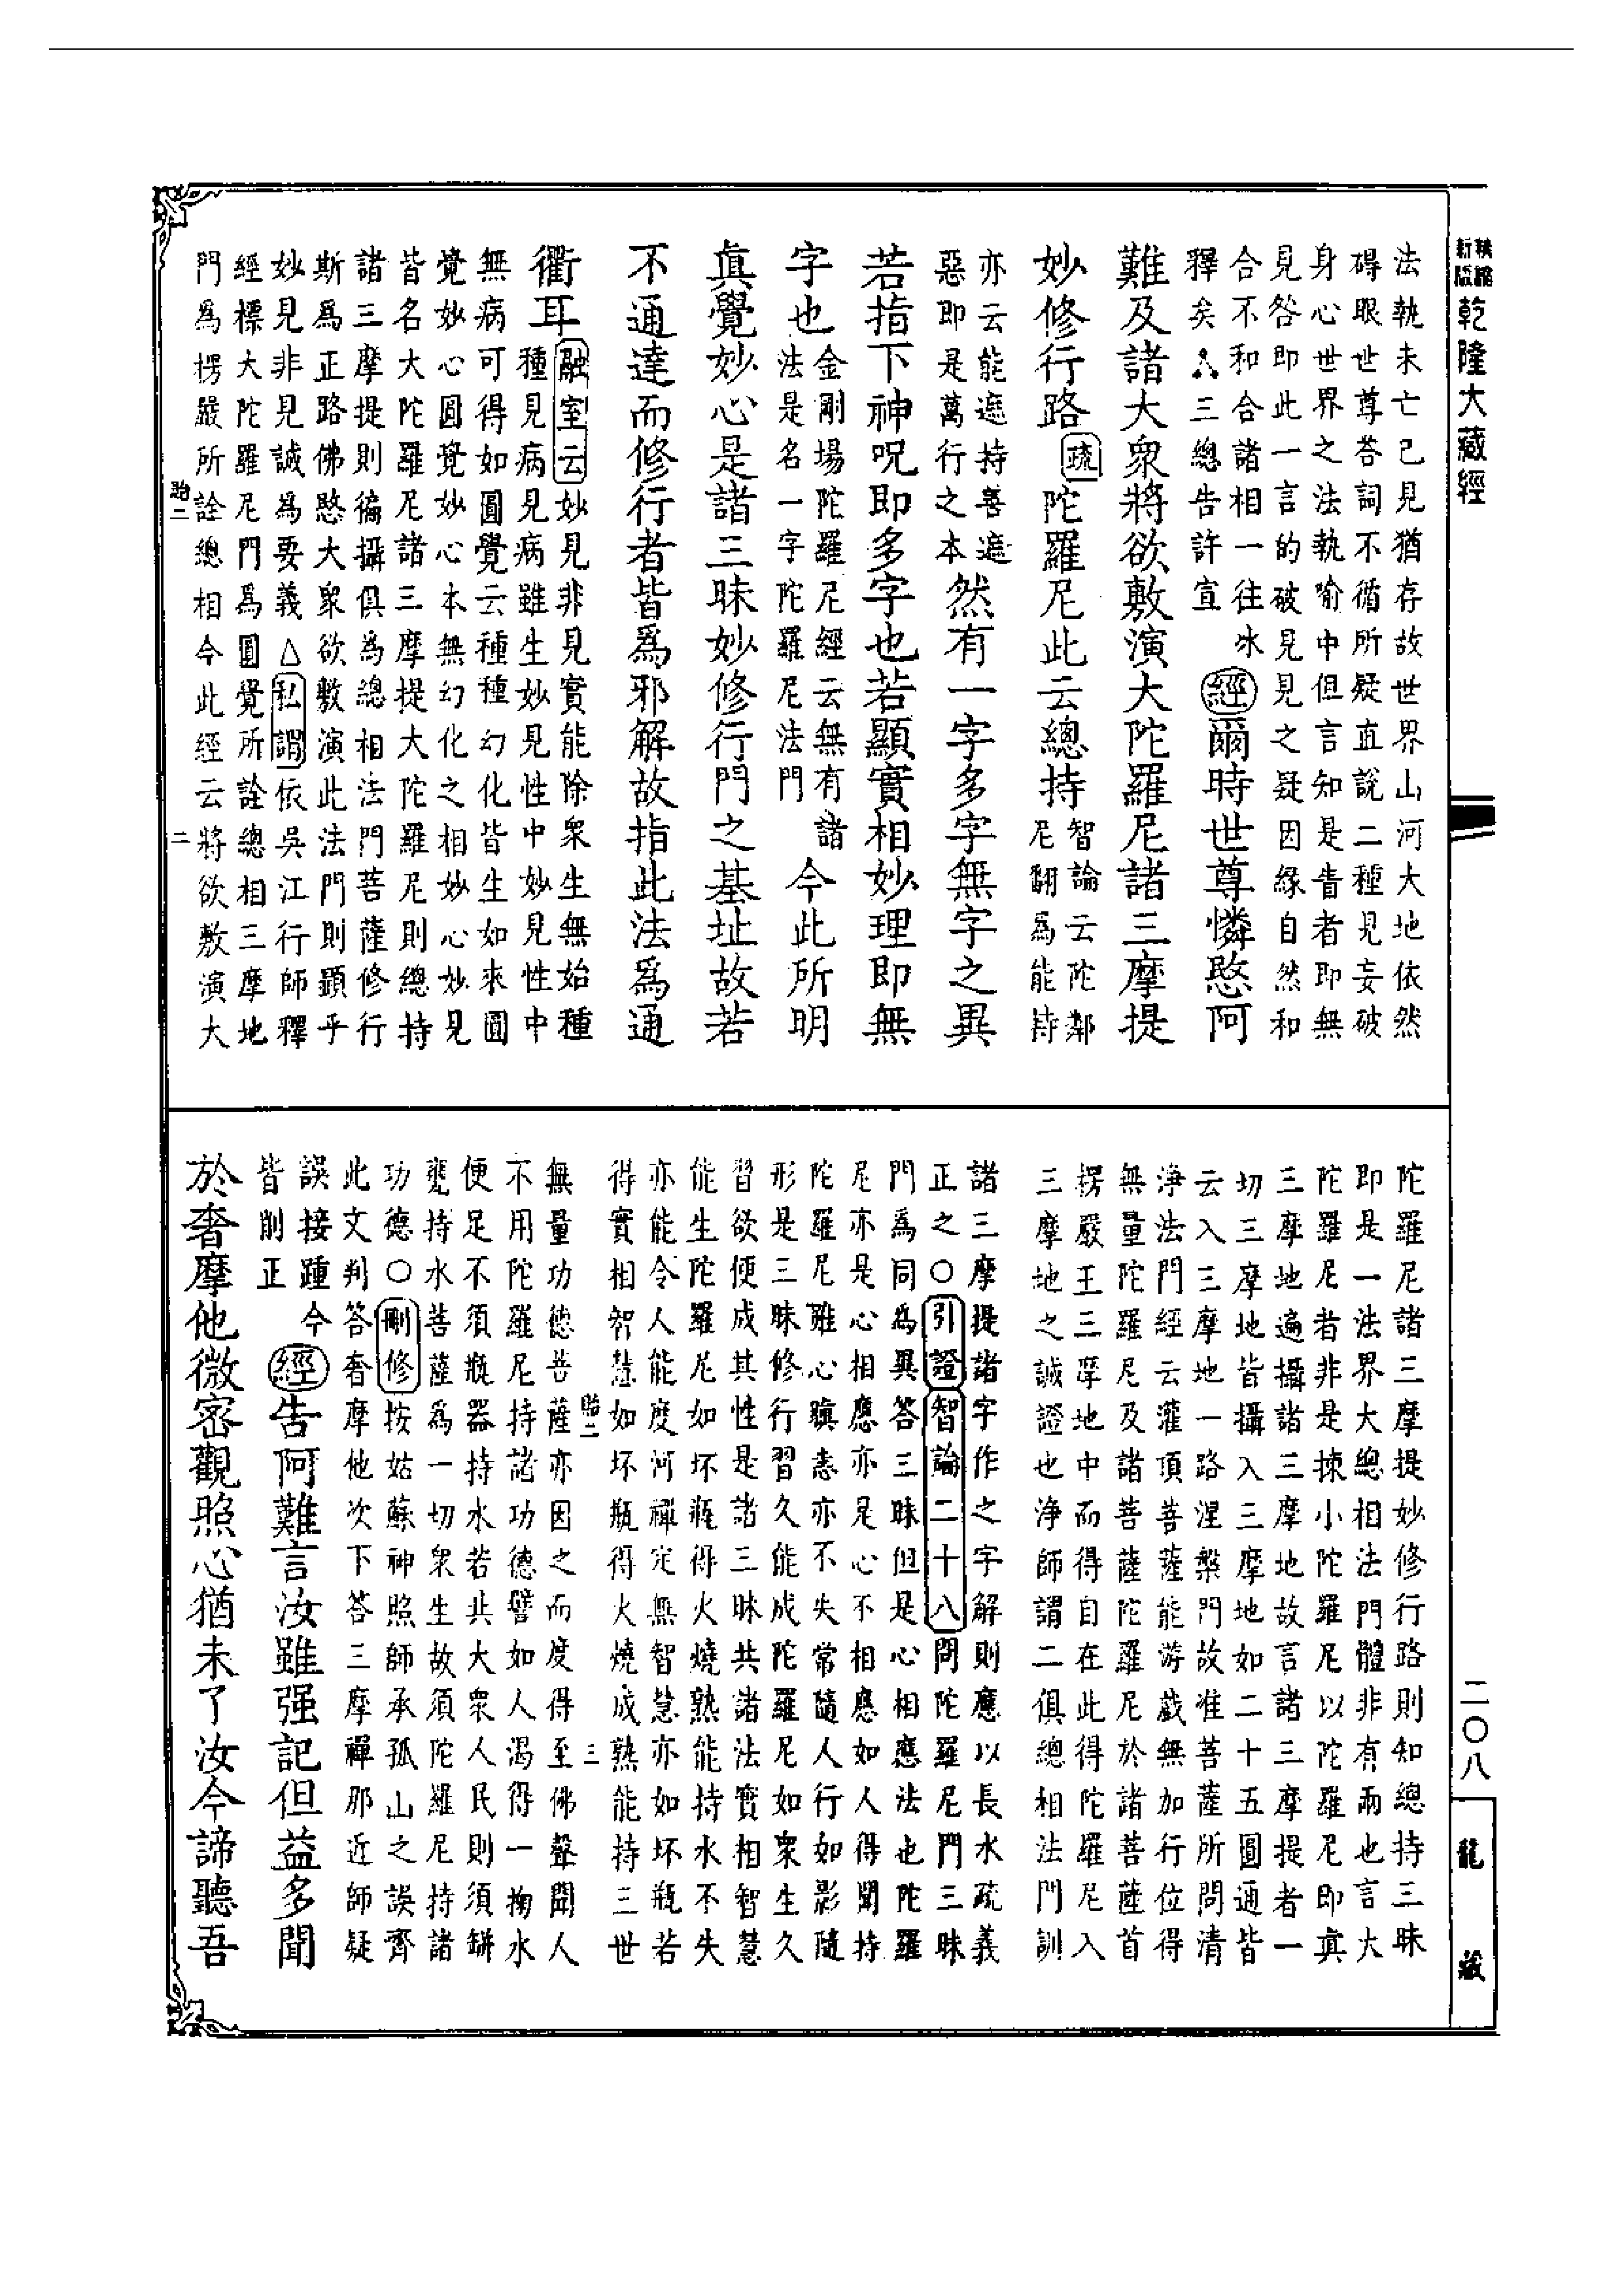 新版 精縮 乾隆大藏經
法執未亡己見猶存故世界山河大地依然
碍眼世尊答詞不循所疑直說二種見妄破
身心世界之法執喻中但言知是眚者即無
見咎即此一言的破見見之疑因緣自然和
合不和合諸相一往冰
釋矣△三總告許宣
經爾時世尊憐愍阿
難及諸大衆將欲敷演大陀羅尼諸三摩提
妙修行路疏陀羅尼此云總持
智論云陀鄰
尼翻爲能持
亦云能遮持善遮
惡即是萬行之本
然有一字多字無字之異
若指下神呪即多字也若顯實相妙理即無
字也
金剛場陀羅尼經云無有諸
法是名一字陀羅尼法門
今此所明
眞覺妙心是諸三昧妙修行門之基址故若
不通達而修行者皆爲邪解故指此法爲通
衢耳
融室云妙見非見實能除衆生無始種
種見病見病雖生妙見性中妙見性中
無病可得如圓覺云種種幻化皆生如來圓
覺妙心圓覺妙心本無幻化之相妙心妙見
皆名大陀羅尼諸三摩提大陀羅尼則總持
諸三摩提則徧攝俱爲總相法門菩薩修行
斯爲正路佛愍大衆欲敷演此法門則顯乎
妙見非見誠爲要義△私謂依吳江行師釋
經標大陀羅尼門爲圓覺所詮總相三摩地
門爲楞嚴所詮總相今此經云將欲敷演大
貽二
二
陀羅尼諸三摩提妙修行路則知總持三昧
即是一法界大總相法門體非有兩也言大
陀羅尼者非是揀小陀羅尼以陀羅尼即眞
三摩地遍攝諸三摩地故言諸三摩提者一
切三摩地皆攝入三摩地如二十五圓通皆
云入三摩地一路涅槃門故准菩薩所問清
淨法門經云灌頂菩薩能游戲無加行位得
無量陀羅尼及諸菩薩陀羅尼於諸菩薩首
楞嚴王三摩地中而得自在此得陀羅尼入
三摩地之誠證也淨師謂二俱總相法門訓
諸三摩提諸字作之字解則應以長水疏義
正之○引證智論二十八問陀羅尼門三昧
門爲同爲異答三昧但是心相應法也陀羅
尼亦是心相應亦是心不相應如人得聞持
陀羅尼雖心瞋恚亦不失常隨人行如影隨
形是三昧修行習久能成陀羅尼如衆生久
習欲便成其性是諸三昧共諸法實相智慧
能生陀羅尼如坏瓶得火燒熟能持水不失
亦能令人能度河禪定無智慧亦如坏瓶若
得實相智慧如坏瓶得火燒成熟能持三世
無量功德菩薩亦因之而度得至佛聲聞人
不用陀羅尼持諸功德譬如人渴得一掬水
便足不須瓶器持水若共大衆人民則須缾
甕持水菩薩爲一切衆生故須陀羅尼持諸
功德○剛修按姑蘇神照師承孤山之誤齊
此文判答奢摩他次下答三摩禪那近師疑
誤接踵今
皆削正
經告阿難言汝雖强記但益多聞
於奢摩他微密觀照心猶未了汝今諦聽吾
貽二
三
二〇八
龍藏